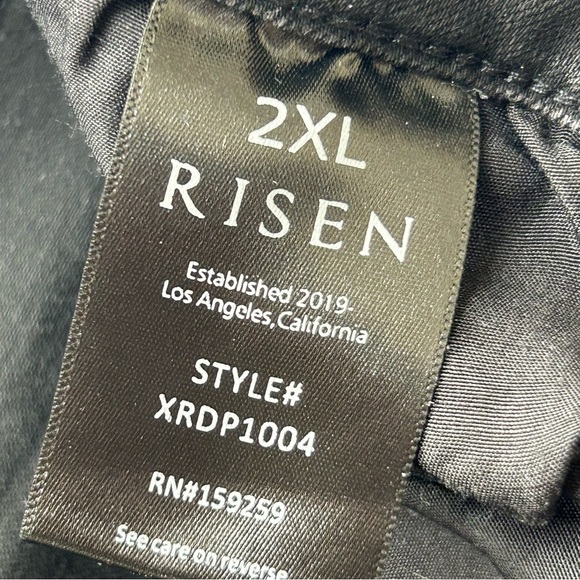 2XL
RISEN
Established 2019-
Los Angeles,California
STYLE#
XRDP1004
RN#159259
See care on reverse